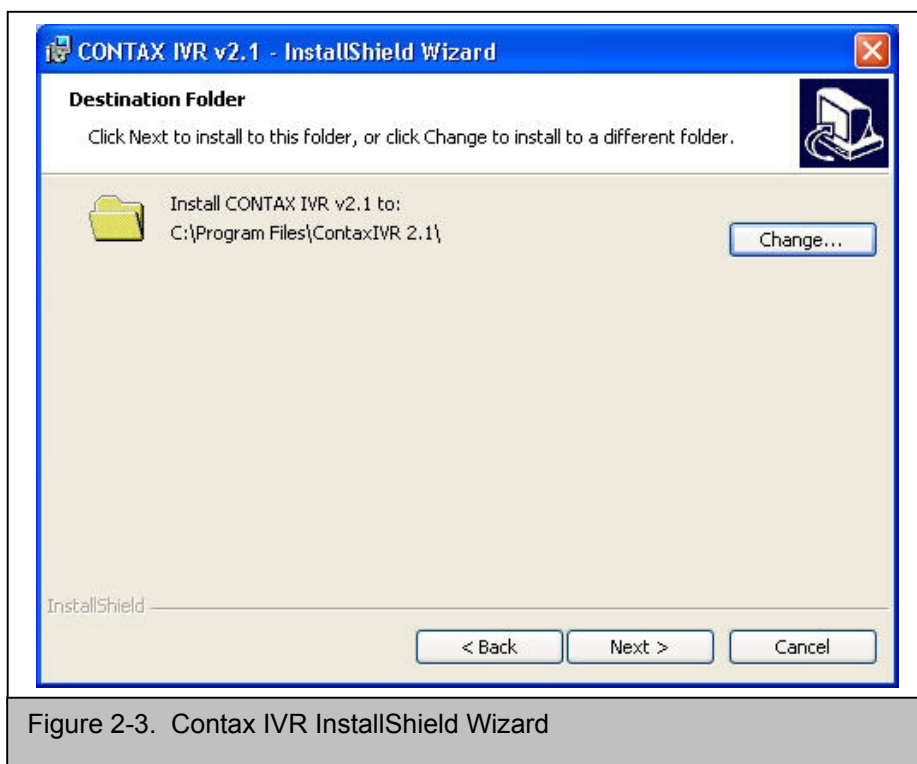 CONTAX IVR v2.1 - InstallShield Wizard
Destination Folder
Click Next to install to this folder, or click Change to install to a different folder.
Install CONTAX IVR v2.1 to:
C:\Program Files\ContaxIVR 2.1\
Change...
InstallShield
< Back
Next >
Cancel
Figure 2-3.  Contax IVR InstallShield Wizard